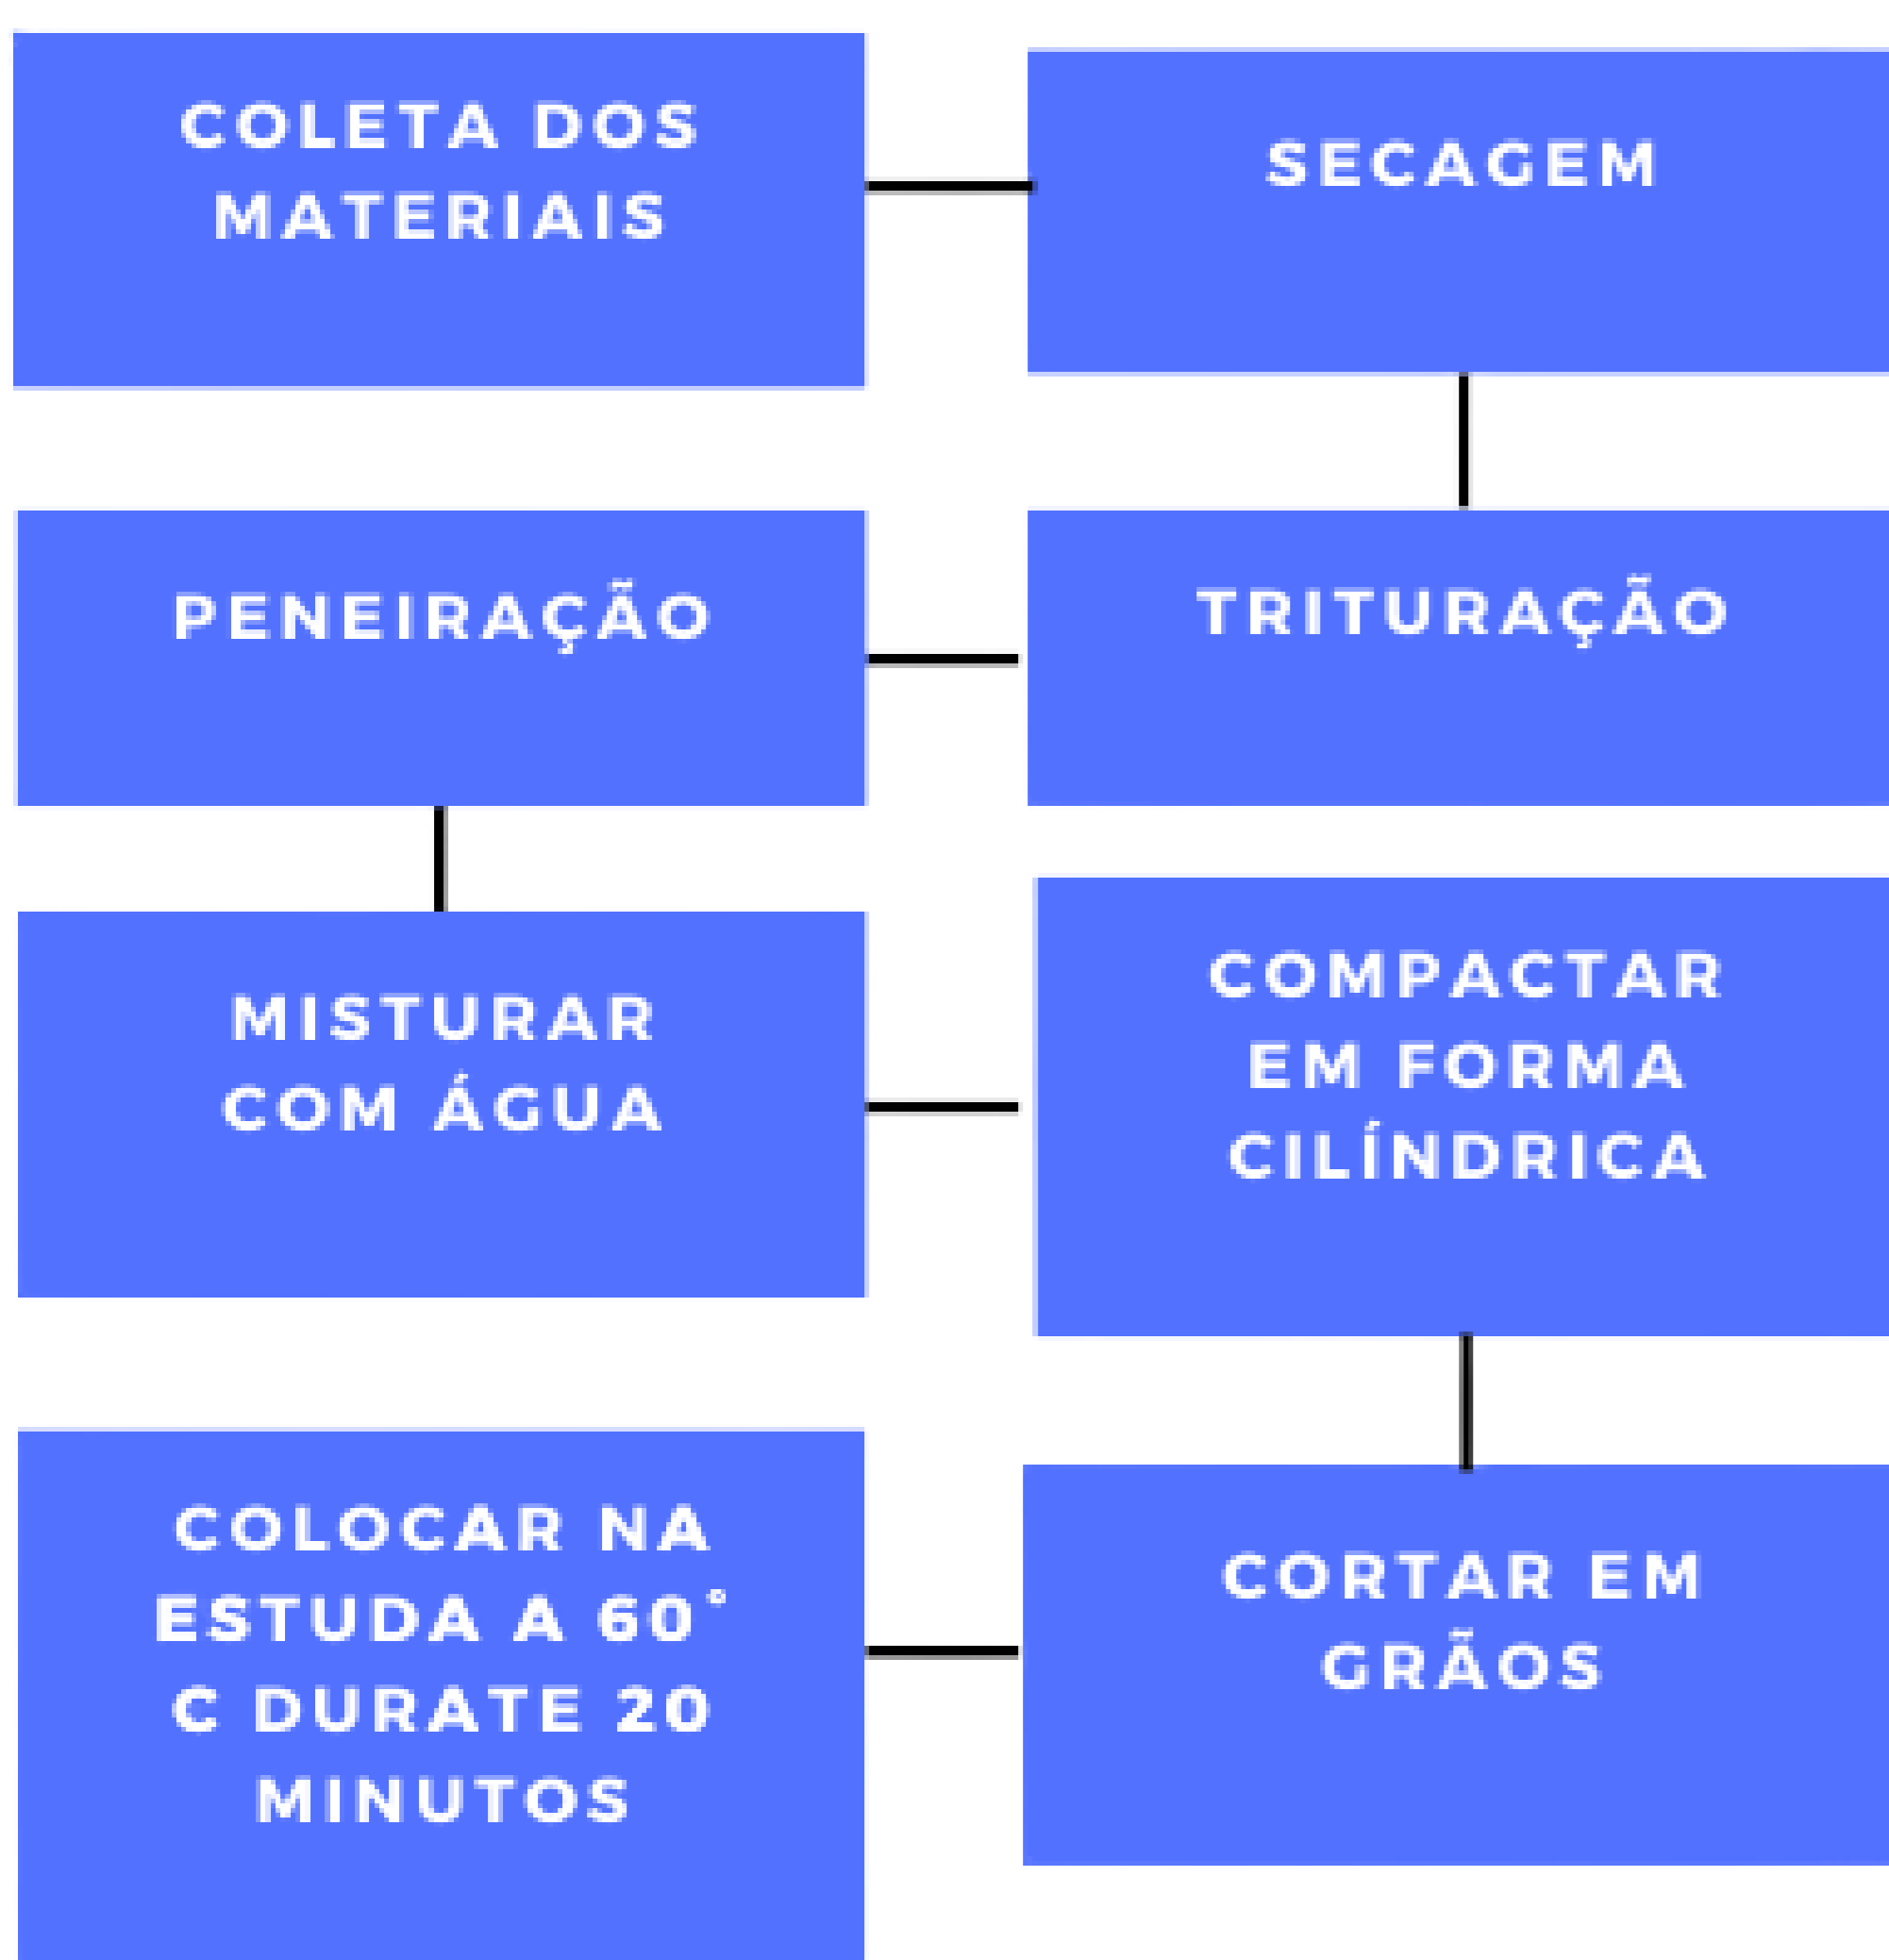 COLETA DOS
MATERIAIS
SECAGEM
PENEIRAÇÃO
TRITURAÇÃO
MISTURAR
COM ÁGUA
COMPACTAR
EM FORMA
CILÍNDRICA
COLOCAR NA
ESTUDA A 60°
C DURATE 20
MINUTOS
CORTAR EM
GRÃOS